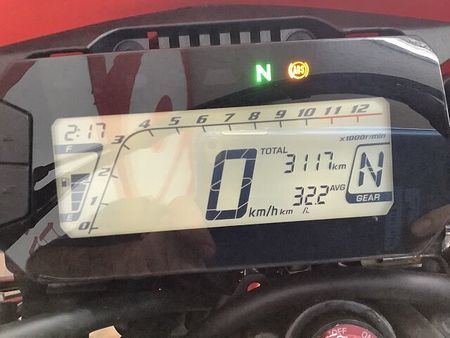 N ABS
2:17
F
E
0 1 2 3 4 5 6 7 8 9 10 11 12
x1000r/min
TOTAL 3117 km
0 km/h
32.2 AVG
km/L
N
GEAR
OFF